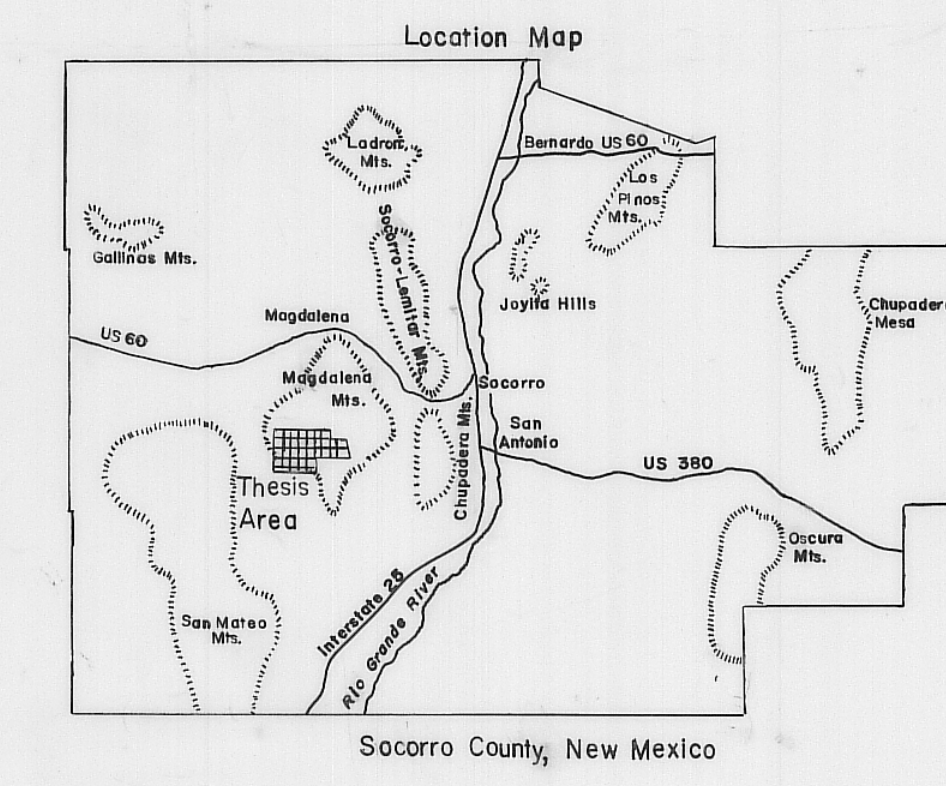 Location Map
Bernardo US 60
Ladron
Mts.
Los
Pinos
Mts.
Gallinas Mts.
Socorro-Lemitar Mts.
Joyita Hills
Chupader
Mesa
Magdalena
US 60
Magdalena
Mts.
Socorro
Chupadera Mts.
San
Antonio
US 380
Thesis
Area
Oscura
Mts.
San Mateo
Mts.
Interstate 25
Rio Grande River
Socorro County, New Mexico